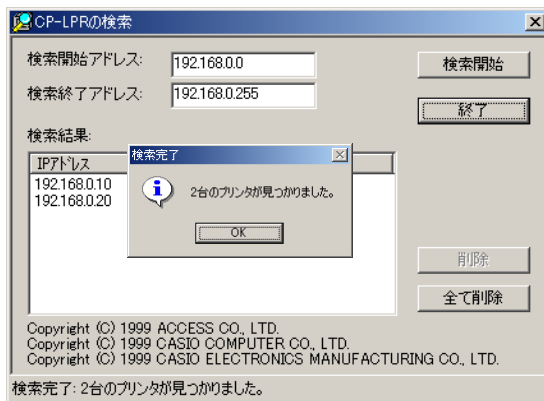 CP-LPRの検索
検索開始アドレス: 192.168.0.0 検索開始
検索終了アドレス: 192.168.0.255 終了
検索結果:
IPアドレス
192.168.0.10
192.168.0.20
検索完了
2台のプリンタが見つかりました。
OK
削除
全て削除
Copyright (C) 1999 ACCESS CO., LTD.
Copyright (C) 1999 CASIO COMPUTER CO., LTD.
Copyright (C) 1999 CASIO ELECTRONICS MANUFACTURING CO., LTD.
検索完了: 2台のプリンタが見つかりました。